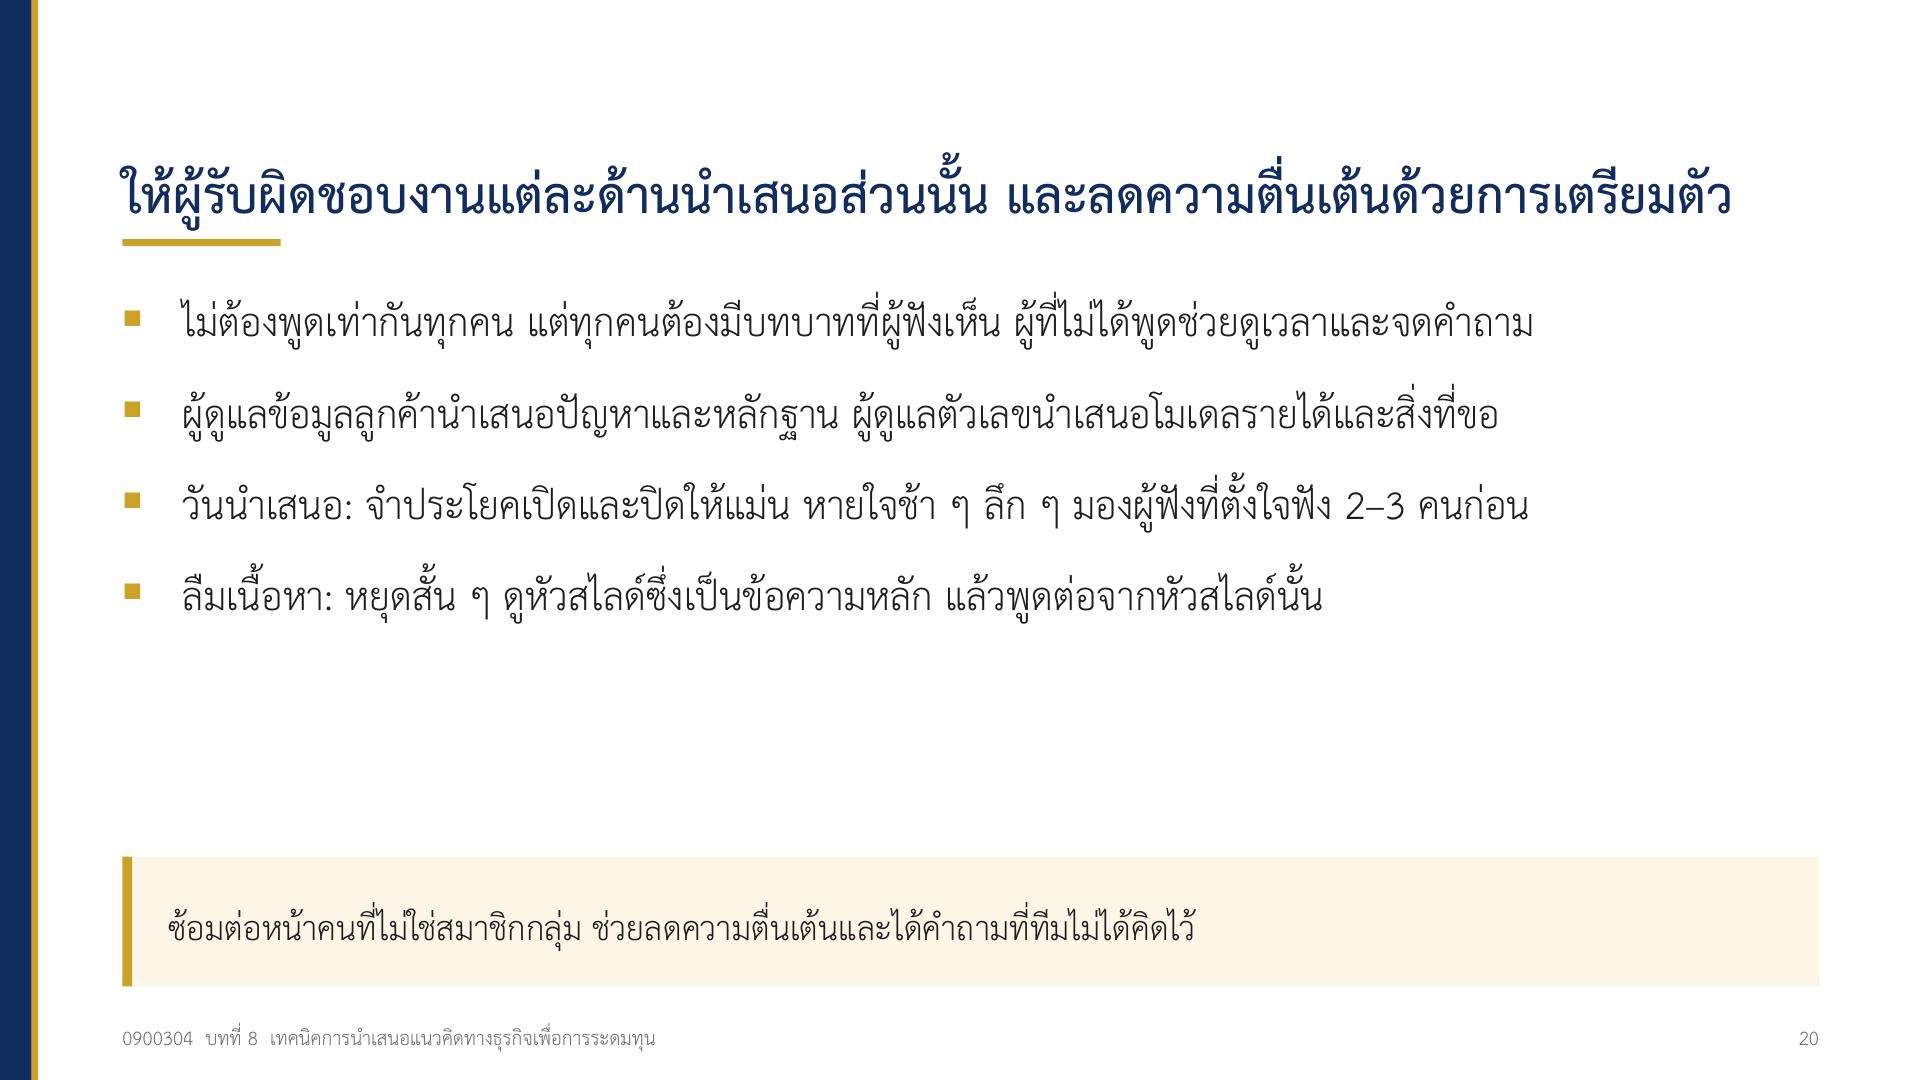 ให้ผู้รับผิดชอบงานแต่ละด้านนำเสนอส่วนนั้น และลดความตื่นเต้นด้วยการเตรียมตัว
ไม่ต้องพูดเท่ากันทุกคน แต่ทุกคนต้องมีบทบาทที่ผู้ฟังเห็น ผู้ที่ไม่ได้พูดช่วยดูเวลาและจดคำถาม
ผู้ดูแลข้อมูลลูกค้านำเสนอปัญหาและหลักฐาน ผู้ดูแลตัวเลขนำเสนอโมเดลรายได้และสิ่งที่ขอ
วันนำเสนอ: จำประโยคเปิดและปิดให้แม่น หายใจช้า ๆ ลึก ๆ มองผู้ฟังที่ตั้งใจฟัง 2–3 คนก่อน
ลืมเนื้อหา: หยุดสั้น ๆ ดูหัวสไลด์ซึ่งเป็นข้อความหลัก แล้วพูดต่อจากหัวสไลด์นั้น
ซ้อมต่อหน้าคนที่ไม่ใช่สมาชิกกลุ่ม ช่วยลดความตื่นเต้นและได้คำถามที่ทีมไม่ได้คิดไว้
0900304 บทที่ 8 เทคนิคการนำเสนอแนวคิดทางธุรกิจเพื่อการระดมทุน
20